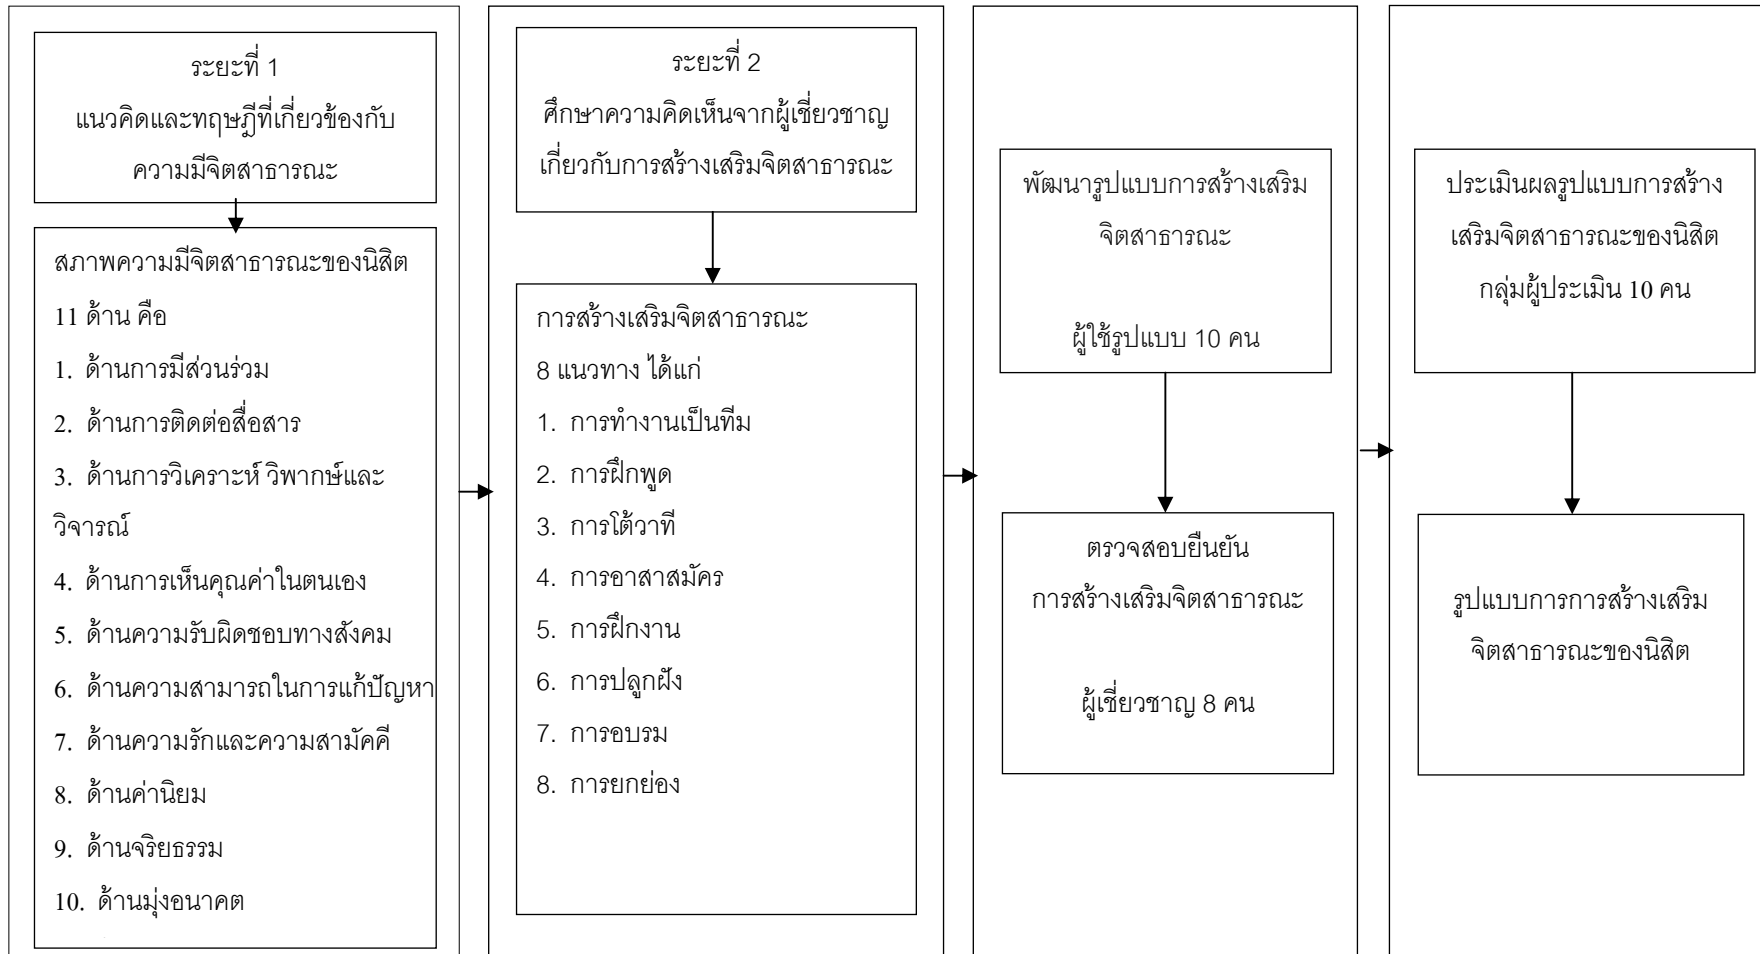 ระยะที่ 1
แนวคิดและทฤษฎีที่เกี่ยวข้องกับ
ความมีจิตสาธารณะ
สภาพความมีจิตสาธารณะของนิสิต
11 ด้าน คือ
1. ด้านการมีส่วนร่วม
2. ด้านการติดต่อสื่อสาร
3. ด้านการวิเคราะห์ วิพากษ์และ
วิจารณ์
4. ด้านการเห็นคุณค่าในตนเอง
5. ด้านความรับผิดชอบทางสังคม
6. ด้านความสามารถในการแก้ปัญหา
7. ด้านความรักและความสามัคคี
8. ด้านค่านิยม
9. ด้านจริยธรรม
10. ด้านมุ่งอนาคต
ระยะที่ 2
ศึกษาความคิดเห็นจากผู้เชี่ยวชาญ
เกี่ยวกับการสร้างเสริมจิตสาธารณะ
การสร้างเสริมจิตสาธารณะ
8 แนวทาง ได้แก่
1. การทำงานเป็นทีม
2. การฝึกพูด
3. การโต้วาที
4. การอาสาสมัคร
5. การฝึกงาน
6. การปลูกฝัง
7. การอบรม
8. การยกย่อง
พัฒนารูปแบบการสร้างเสริม
จิตสาธารณะ
ผู้ใช้รูปแบบ 10 คน
ตรวจสอบยืนยัน
การสร้างเสริมจิตสาธารณะ
ผู้เชี่ยวชาญ 8 คน
ประเมินผลรูปแบบการสร้าง
เสริมจิตสาธารณะของนิสิต
กลุ่มผู้ประเมิน 10 คน
รูปแบบการการสร้างเสริม
จิตสาธารณะของนิสิต